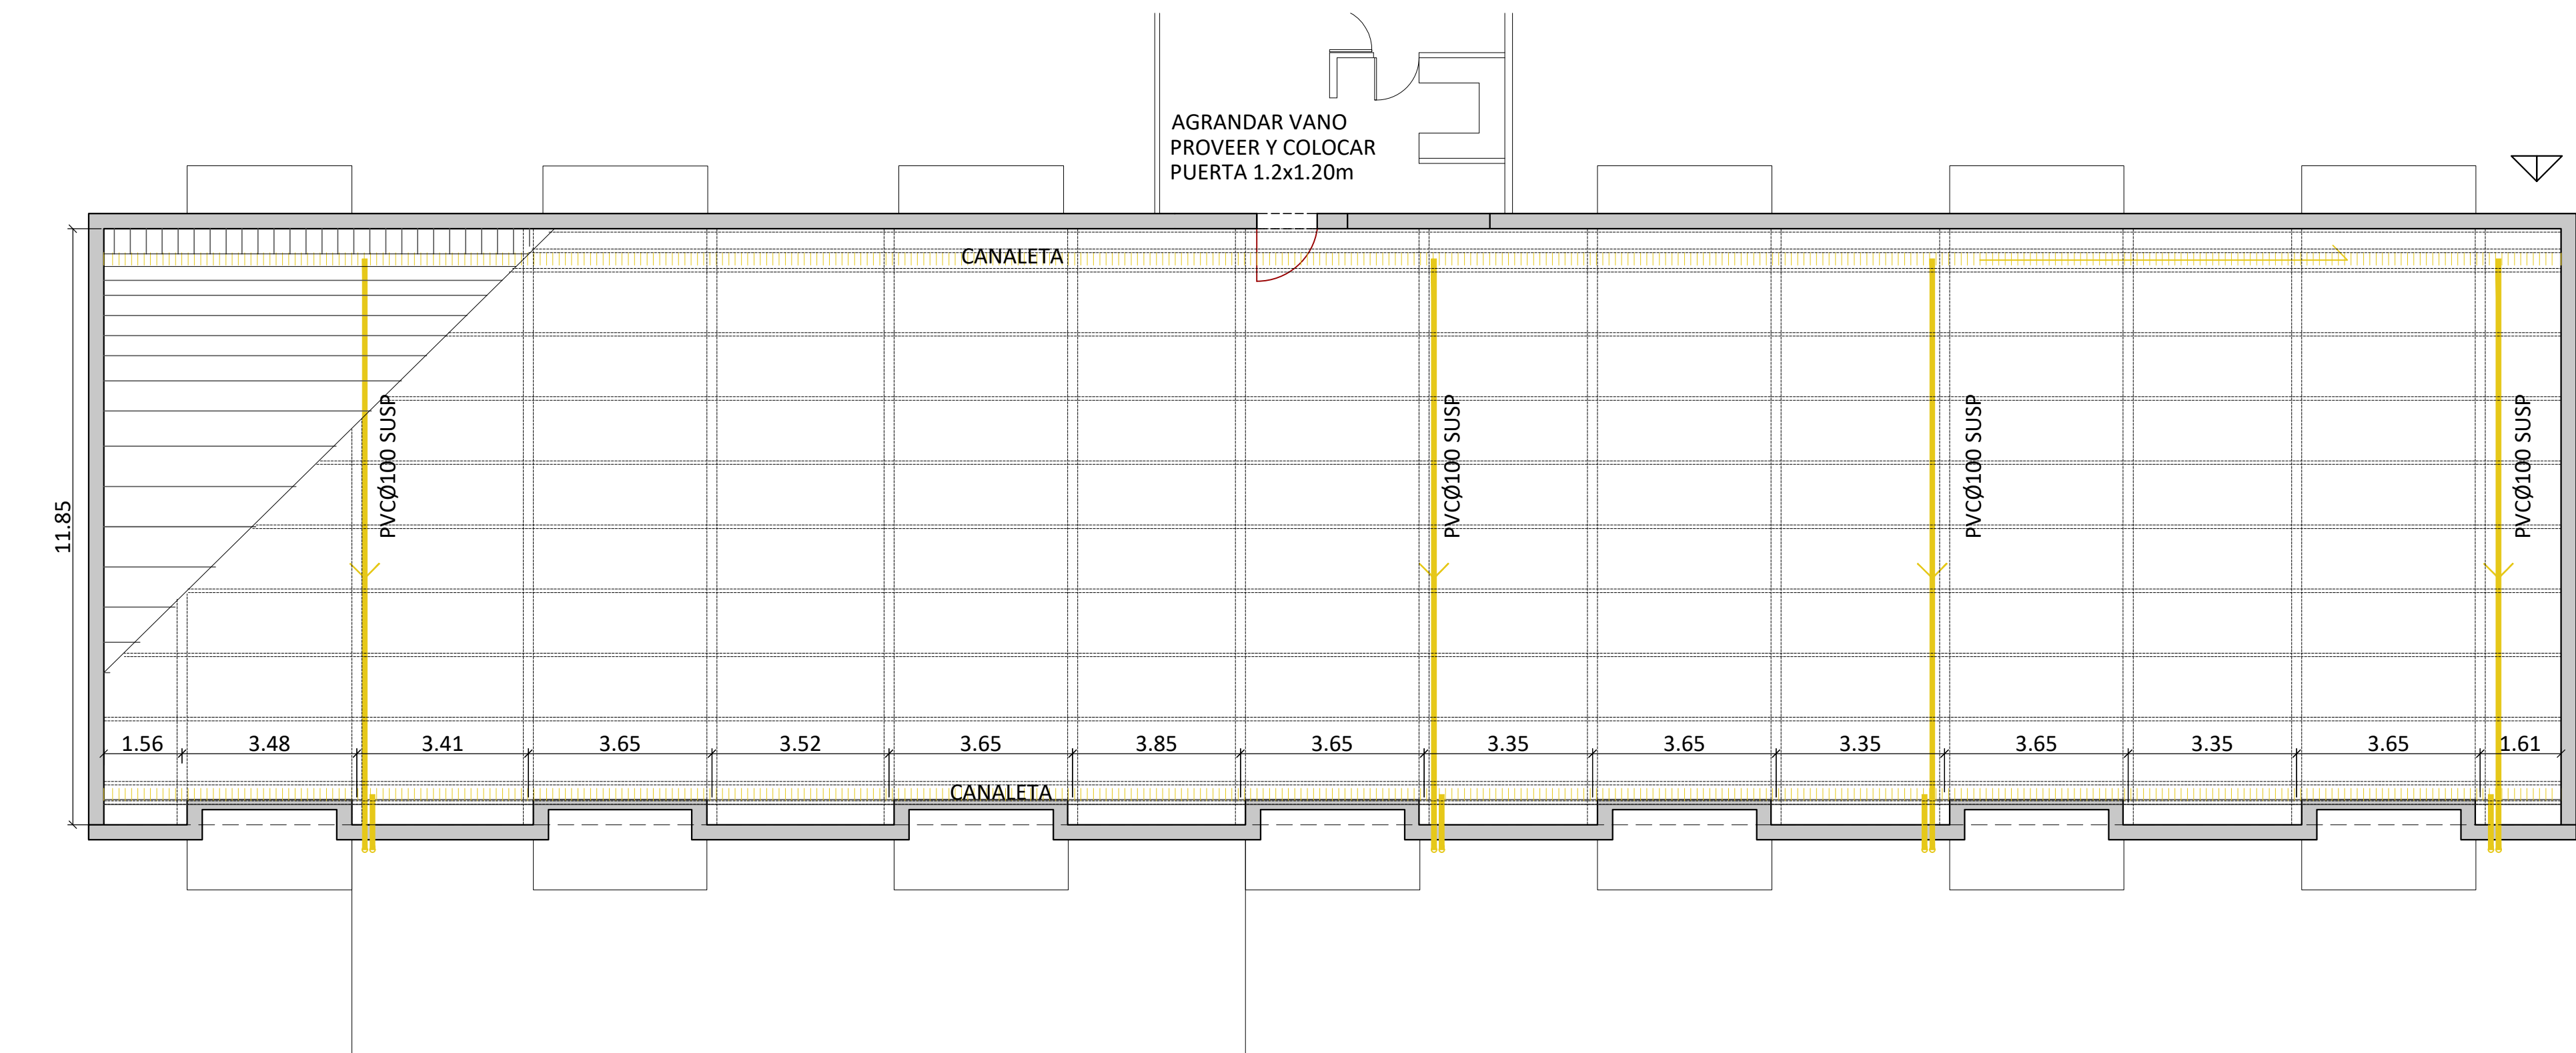 AGRANDAR VANO
PROVEER Y COLOCAR
PUERTA 1.2x1.20m
CANALETA
11.85
PVCØ100 SUSP
PVCØ100 SUSP
PVCØ100 SUSP
PVCØ100 SUSP
1.56 3.48 3.41 3.65 3.52 3.65 3.85 3.65 3.35 3.65 3.35 3.65 3.35 3.65 1.61
CANALETA